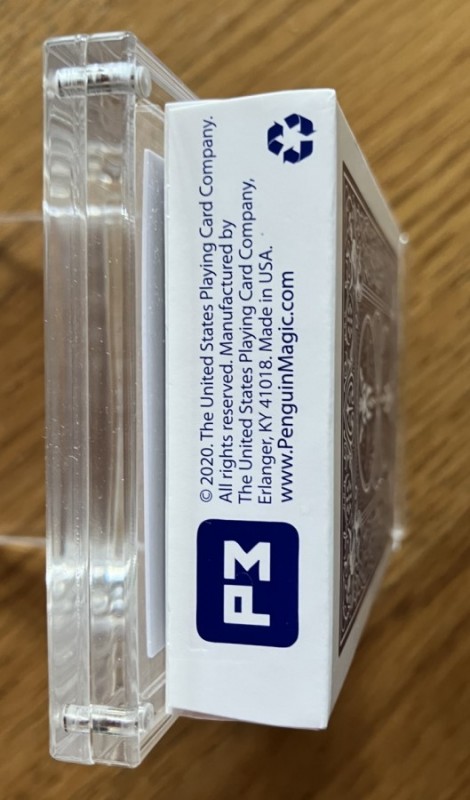 © 2020. The United States Playing Card Company.
All rights reserved. Manufactured by
The United States Playing Card Company,
Erlanger, KY 41018. Made in USA.
www.PenguinMagic.com
P3